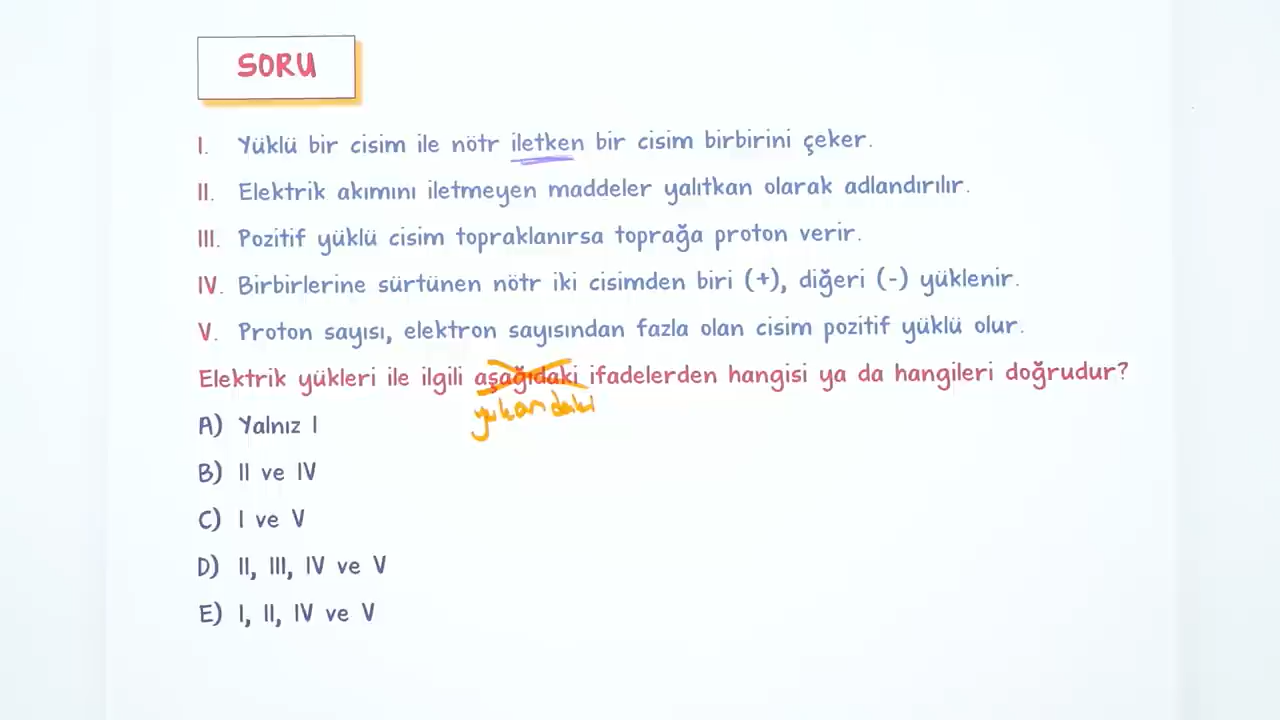 SORU
I. Yüklü bir cisim ile nötr iletken bir cisim birbirini çeker.
II. Elektrik akımını iletmeyen maddeler yalıtkan olarak adlandırılır.
III. Pozitif yüklü cisim topraklanırsa toprağa proton verir.
IV. Birbirlerine sürtünen nötr iki cisimden biri (+), diğeri (-) yüklenir.
V. Proton sayısı, elektron sayısından fazla olan cisim pozitif yüklü olur.
Elektrik yükleri ile ilgili aşağıdaki ifadelerden hangisi ya da hangileri doğrudur?
yukarıdaki
A) Yalnız I
B) II ve IV
C) I ve V
D) II, III, IV ve V
E) I, II, IV ve V